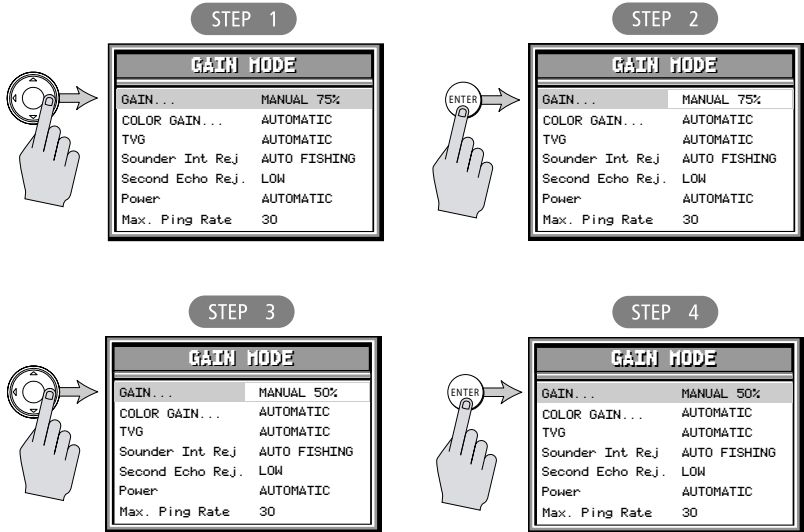 STEP 1
GAIN MODE
GAIN... MANUAL 75%
COLOR GAIN... AUTOMATIC
TVG AUTOMATIC
Sounder Int Rej AUTO FISHING
Second Echo Rej. LOW
Power AUTOMATIC
Max. Ping Rate 30
STEP 2
ENTER
GAIN MODE
GAIN... MANUAL 75%
COLOR GAIN... AUTOMATIC
TVG AUTOMATIC
Sounder Int Rej AUTO FISHING
Second Echo Rej. LOW
Power AUTOMATIC
Max. Ping Rate 30
STEP 3
GAIN MODE
GAIN... MANUAL 50%
COLOR GAIN... AUTOMATIC
TVG AUTOMATIC
Sounder Int Rej AUTO FISHING
Second Echo Rej. LOW
Power AUTOMATIC
Max. Ping Rate 30
STEP 4
ENTER
GAIN MODE
GAIN... MANUAL 50%
COLOR GAIN... AUTOMATIC
TVG AUTOMATIC
Sounder Int Rej AUTO FISHING
Second Echo Rej. LOW
Power AUTOMATIC
Max. Ping Rate 30